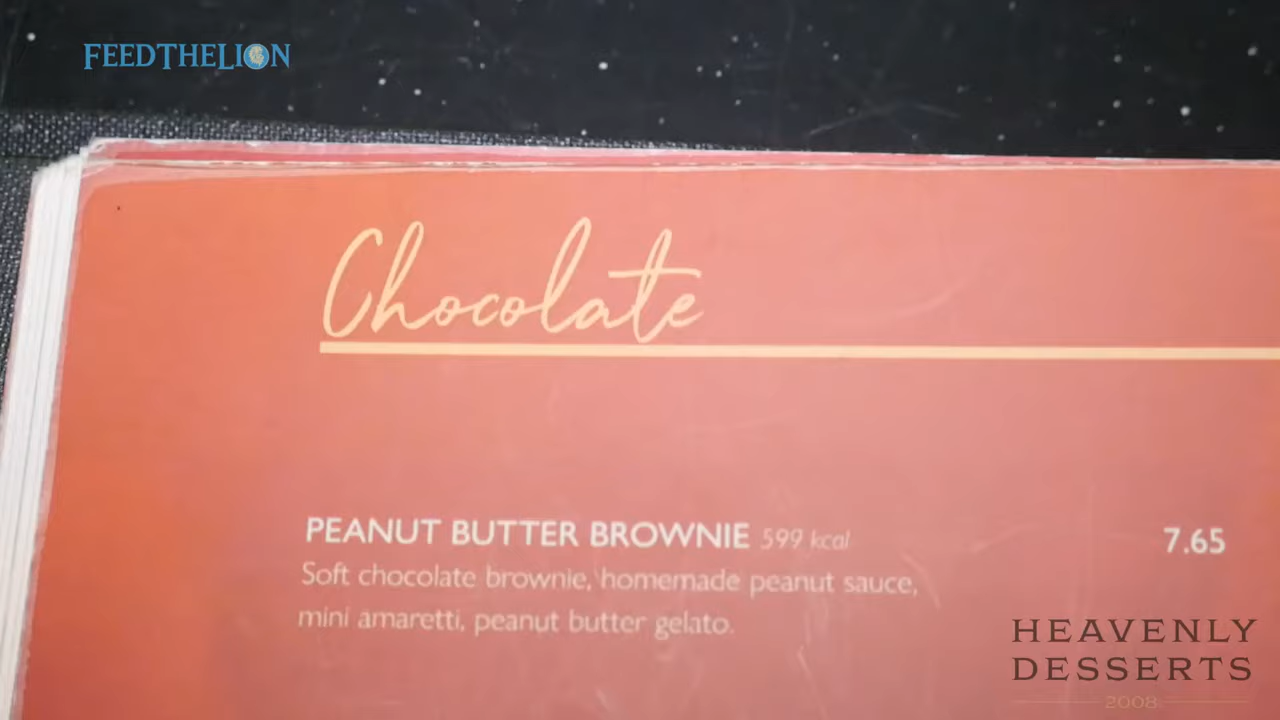 FEEDTHELION
Chocolate
PEANUT BUTTER BROWNIE 599 kcal 7.65
Soft chocolate brownie, homemade peanut sauce,
mini amaretti, peanut butter gelato.
HEAVENLY
DESSERTS
2008